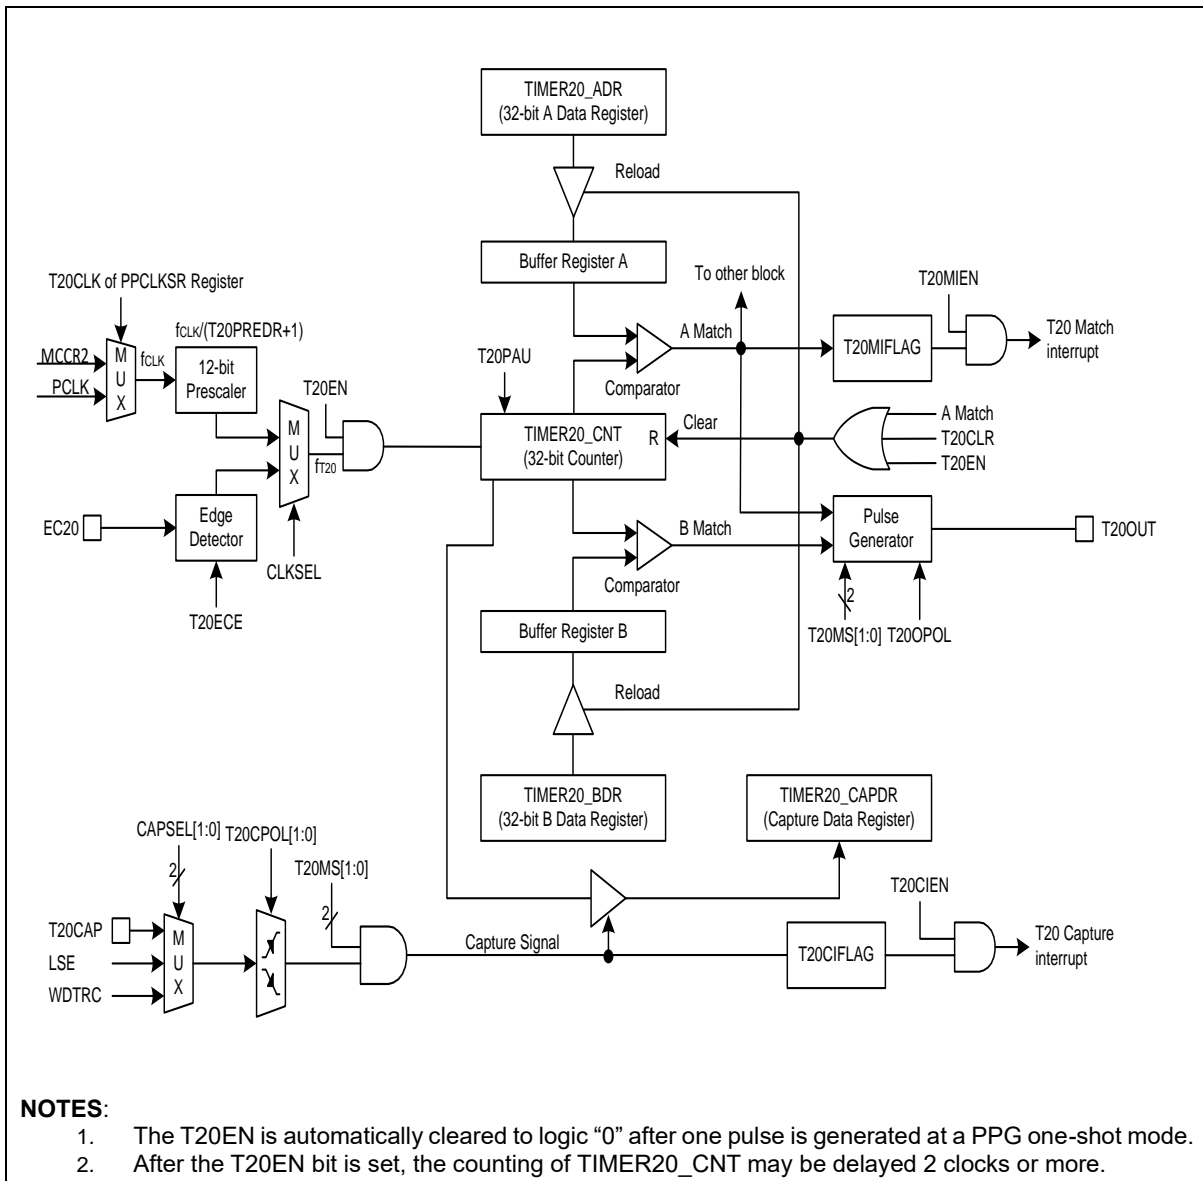 TIMER20_ADR
(32-bit A Data Register)
Reload
Buffer Register A
To other block
T20MIEN
T20CLK of PPCLKSR Register
fCLK/(T20PREDR+1)
MCCR2
PCLK
M
U
X
fCLK
12-bit
Prescaler
T20PAU
A Match
Comparator
T20MIFLAG
T20 Match
interrupt
T20EN
M
U
X
fT20
TIMER20_CNT
(32-bit Counter)
R
Clear
A Match
T20CLR
T20EN
EC20
Edge
Detector
CLKSEL
T20ECE
B Match
Comparator
Pulse
Generator
T20OUT
2
T20MS[1:0]
T20OPOL
Buffer Register B
Reload
TIMER20_BDR
(32-bit B Data Register)
TIMER20_CAPDR
(Capture Data Register)
CAPSEL[1:0]
T20CPOL[1:0]
T20MS[1:0]
2
2
T20CAP
LSE
WDTRC
M
U
X
Capture Signal
T20CIEN
T20CIFLAG
T20 Capture
interrupt
NOTES:
1. The T20EN is automatically cleared to logic “0” after one pulse is generated at a PPG one-shot mode.
2. After the T20EN bit is set, the counting of TIMER20_CNT may be delayed 2 clocks or more.